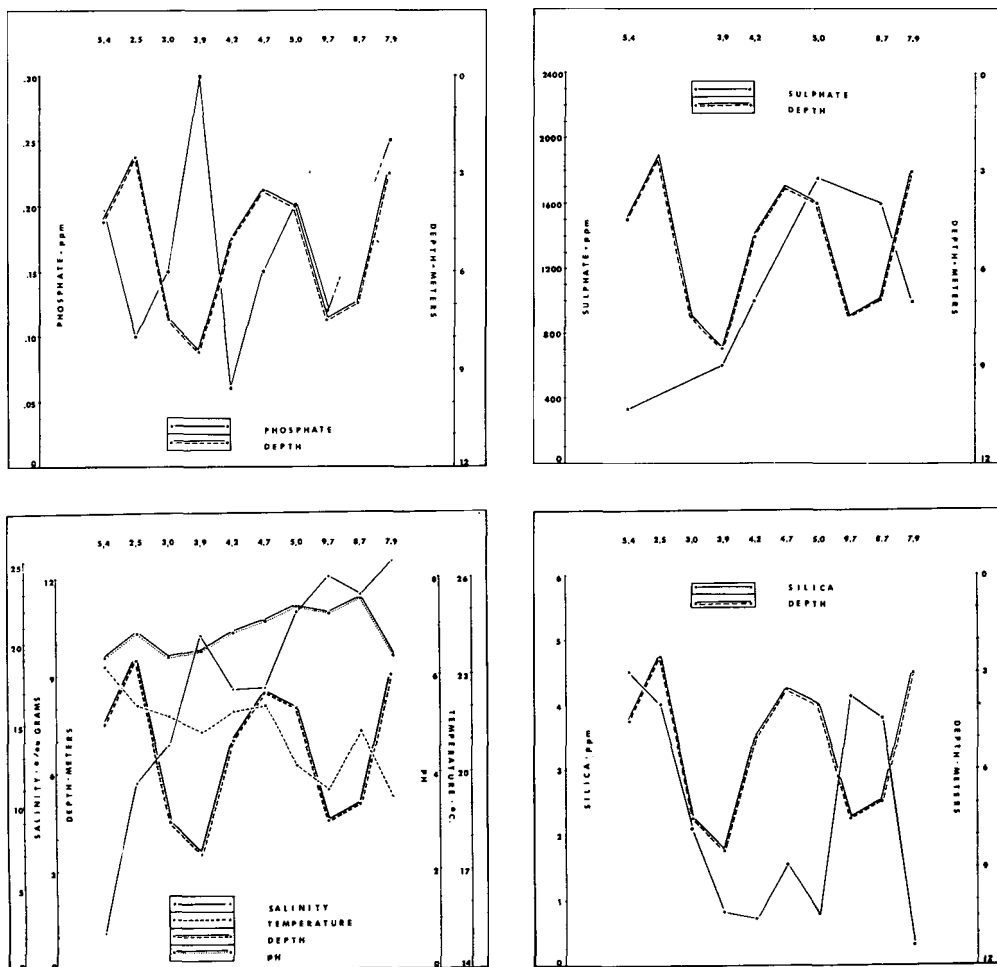 5,4 2,5 3,0 3,9 4,2 4,7 5,0 9,7 8,7 7,9
.30
.25
.20
.15
.10
.05
0
PHOSPHATE - ppm
0
3
6
9
12
DEPTH-METERS
PHOSPHATE
DEPTH
5,4 3,9 4,2 5,0 8,7 7,9
2400
2000
1600
1200
800
400
0
SULPHATE - ppm
0
3
6
9
12
DEPTH-METERS
SULPHATE
DEPTH
5,4 2,5 3,0 3,9 4,2 4,7 5,0 9,7 8,7 7,9
25
20
15
10
5
0
SALINITY - º/oo GRAMS
12
9
6
3
0
DEPTH-METERS
8
6
4
2
0
PH
26
23
20
17
14
TEMPERATURE - ºC.
SALINITY
TEMPERATURE
DEPTH
pH
5,4 2,5 3,0 3,9 4,2 4,7 5,0 9,7 8,7 7,9
6
5
4
3
2
1
0
SILICA - Ppm
0
3
6
9
12
DEPTH-METERS
SILICA
DEPTH